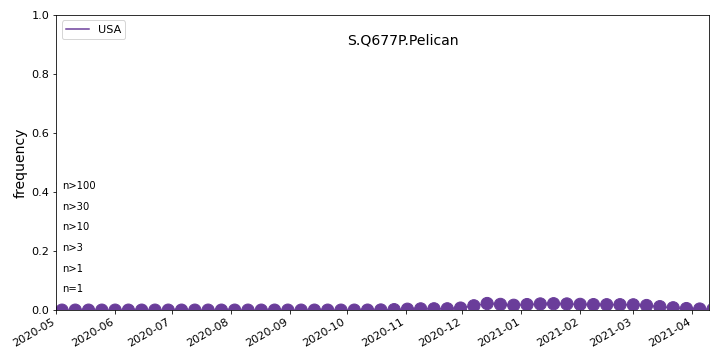 S.Q677P.Pelican
USA
frequency
1.0
0.8
0.6
0.4
0.2
0.0
n>100
n>30
n>10
n>3
n>1
n=1
2020-05
2020-06
2020-07
2020-08
2020-09
2020-10
2020-11
2020-12
2021-01
2021-02
2021-03
2021-04